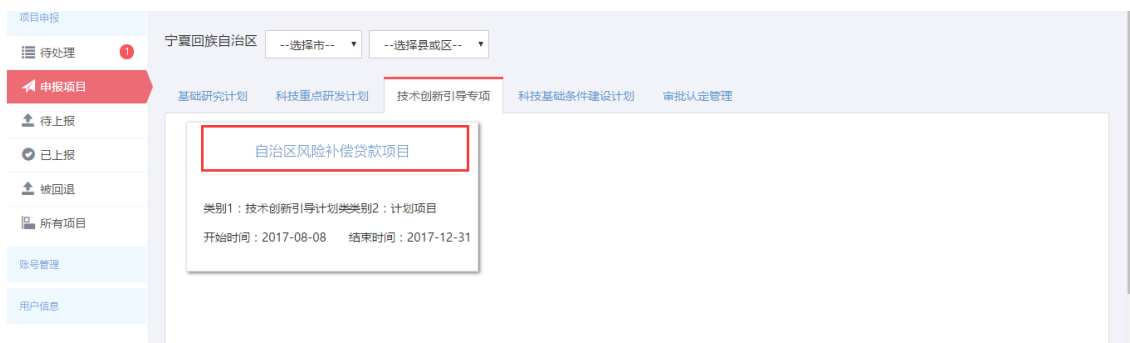 项目申报
待处理
1
申报项目
待上报
已上报
被回退
所有项目
账号管理
用户信息
宁夏回族自治区 --选择市-- --选择县或区--
基础研究计划 科技重点研发计划 技术创新引导专项 科技基础条件建设计划 审批认定管理
自治区风险补偿贷款项目
类别1：技术创新引导计划类类别2：计划项目
开始时间：2017-08-08 结束时间：2017-12-31